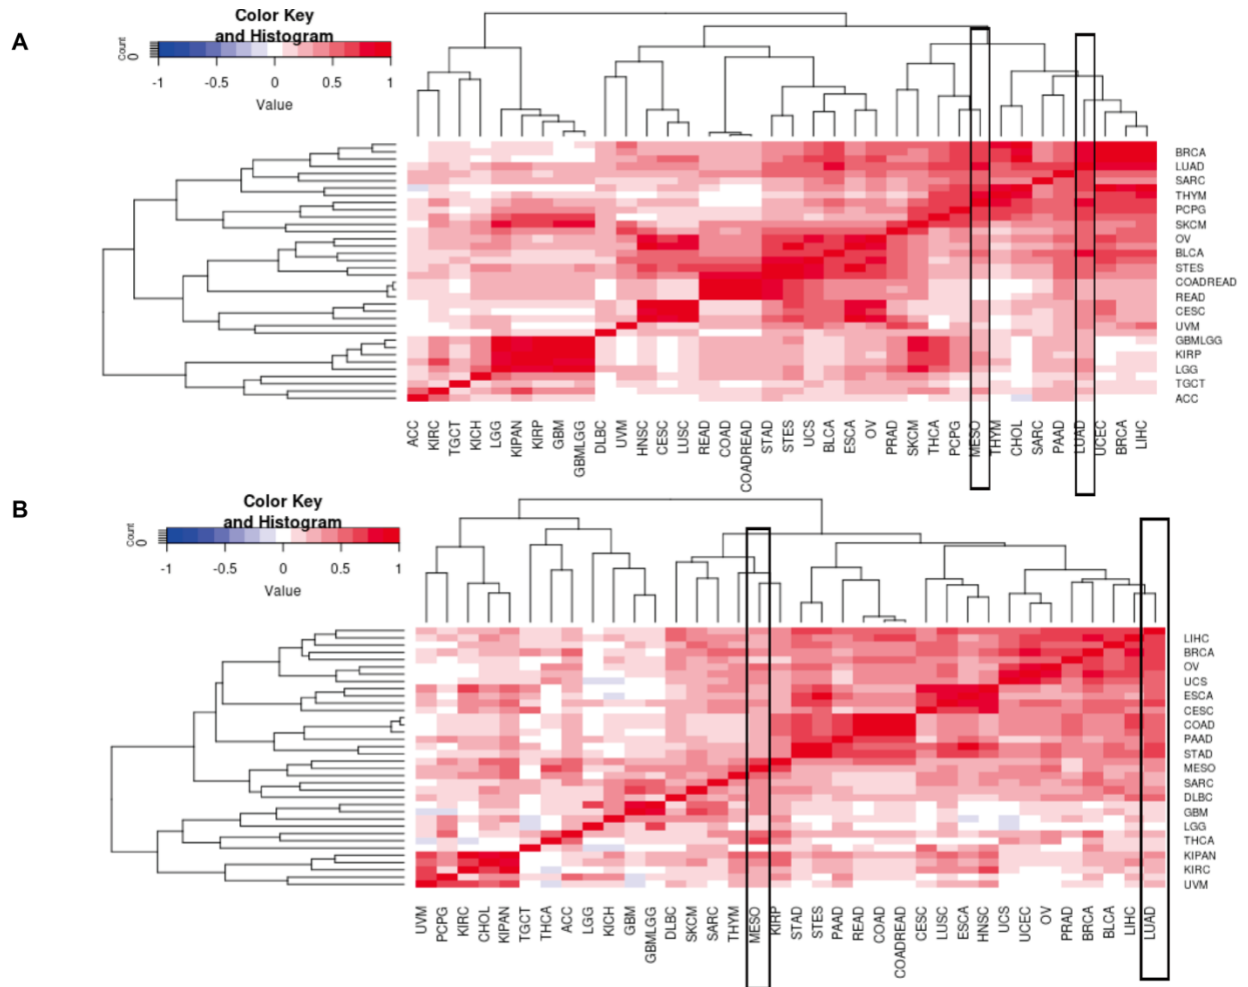 A
Color Key
and Histogram
Count
0
-1 -0.5 0 0.5 1
Value
BRCA
LUAD
SARC
THYM
PCPG
SKCM
OV
BLCA
STES
COADREAD
READ
CESC
UVM
GBMLGG
KIRP
LGG
TGCT
ACC
ACC KIRC TGCT KICH LGG KIPAN KIRP GBM GBMLGG DLBC UVM HNSC CESC LUSC READ COAD COADREAD STAD STES UCS BLCA ESCA OV PRAD SKCM THCA PCPG MESO THYM CHOL SARC PAAD LUAD UCEC BRCA LIHC
B
Color Key
and Histogram
Count
0
-1 -0.5 0 0.5 1
Value
LIHC
BRCA
OV
UCS
ESCA
CESC
COAD
PAAD
STAD
MESO
SARC
DLBC
GBM
LGG
THCA
KIPAN
KIRC
UVM
UVM PCPG KIRC CHOL KIPAN TGCT THCA ACC LGG KICH GBM GBMLGG DLBC SKCM SARC THYM MESO KIRP STAD STES PAAD READ COAD COADREAD CESC LUSC ESCA HNSC UCS UCEC OV PRAD BRCA BLCA LIHC LUAD